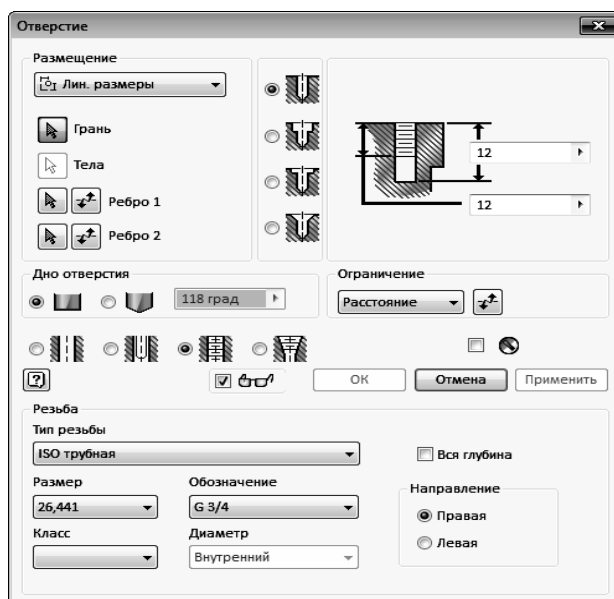 Отверстие
Размещение
Лин. размеры
Грань
Тела
Ребро 1
Ребро 2
12
12
Дно отверстия
118 град
Ограничение
Расстояние
ОК
Отмена
Применить
Резьба
Тип резьбы
ISO трубная
Вся глубина
Размер
Обозначение
26,441
G 3/4
Класс
Диаметр
Внутренний
Направление
Правая
Левая